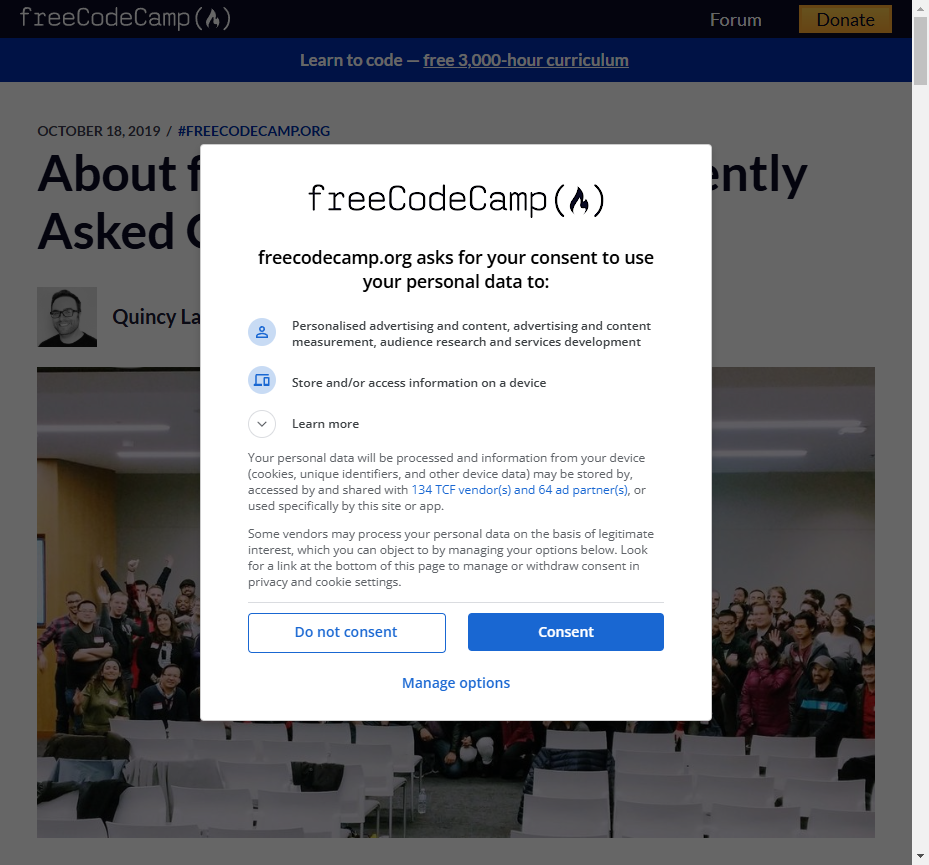 freeCodeCamp
Forum
Donate
Learn to code — free 3,000-hour curriculum
OCTOBER 18, 2019 / #FREECODECAMP.ORG
About
Asked
Quincy
freeCodeCamp
freecodecamp.org asks for your consent to use
your personal data to:
Personalised advertising and content, advertising and content
measurement, audience research and services development
Store and/or access information on a device
Learn more
Your personal data will be processed and information from your device
(cookies, unique identifiers, and other device data) may be stored by,
accessed by and shared with 134 TCF vendor(s) and 64 ad partner(s), or
used specifically by this site or app.
Some vendors may process your personal data on the basis of legitimate
interest, which you can object to by managing your options below. Look
for a link at the bottom of this page to manage or withdraw consent in
privacy and cookie settings.
Do not consent
Consent
Manage options